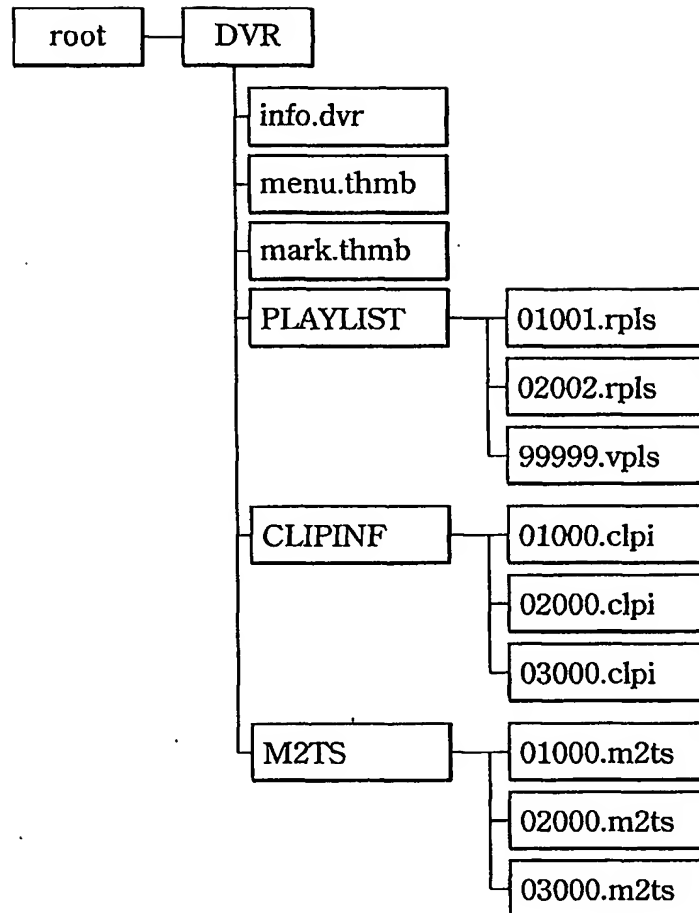 root
DVR
info.dvr
menu.thmb
mark.thmb
PLAYLIST
01001.rpls
02002.rpls
99999.vpls
CLIPINF
01000.clpi
02000.clpi
03000.clpi
M2TS
01000.m2ts
02000.m2ts
03000.m2ts